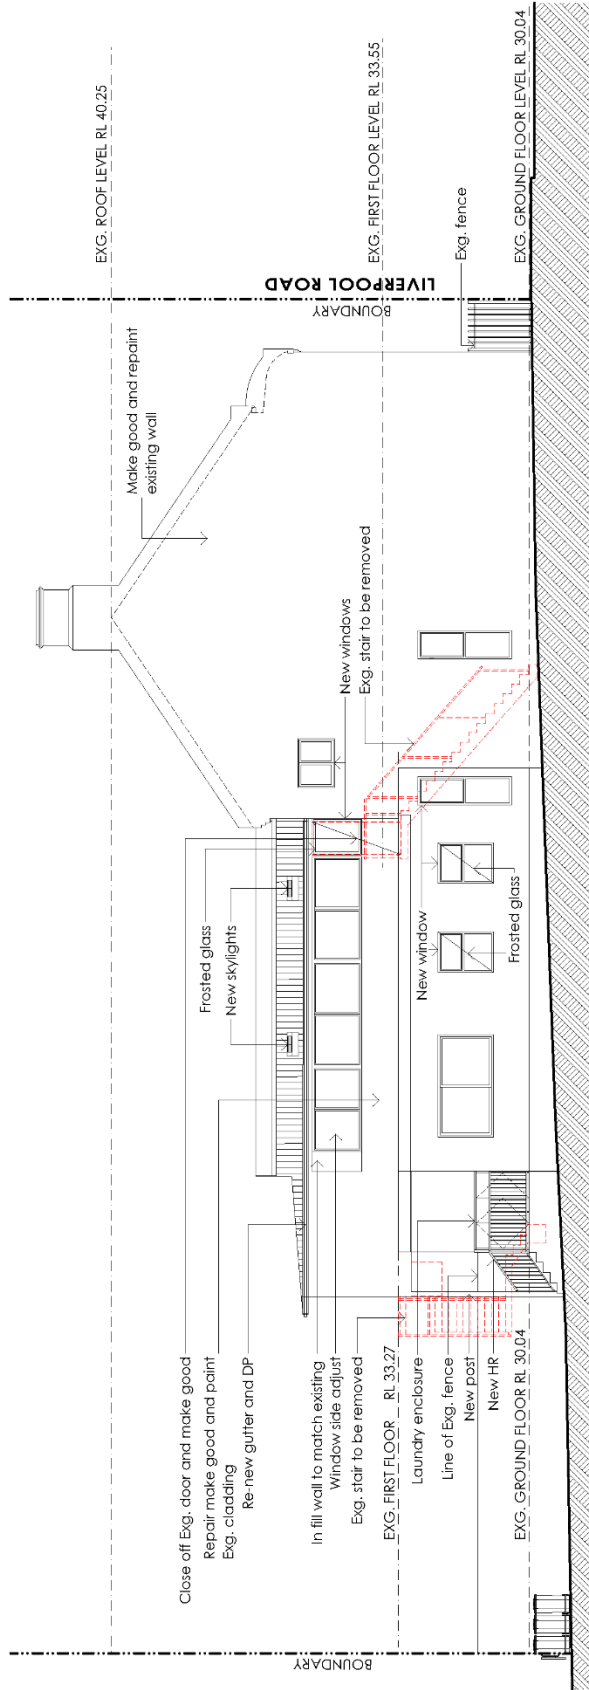 EXG. ROOF LEVEL RL 40.25
Make good and repaint
existing wall
LIVERPOOL ROAD
BOUNDARY
EXG. FIRST FLOOR LEVEL RL 33.55
Exg. fence
EXG. GROUND FLOOR LEVEL RL 30.04
New windows
Exg. stair to be removed
Frosted glass
New skylights
New window
Frosted glass
Close off Exg. door and make good
Repair make good and paint
Exg. cladding
Re-new gutter and DP
In fill wall to match existing
Window side adjust
Exg. stair to be removed
EXG. FIRST FLOOR RL 33.27
Laundry enclosure
Line of Exg. fence
New post
New HR
EXG. GROUND FLOOR RL 30.04
BOUNDARY